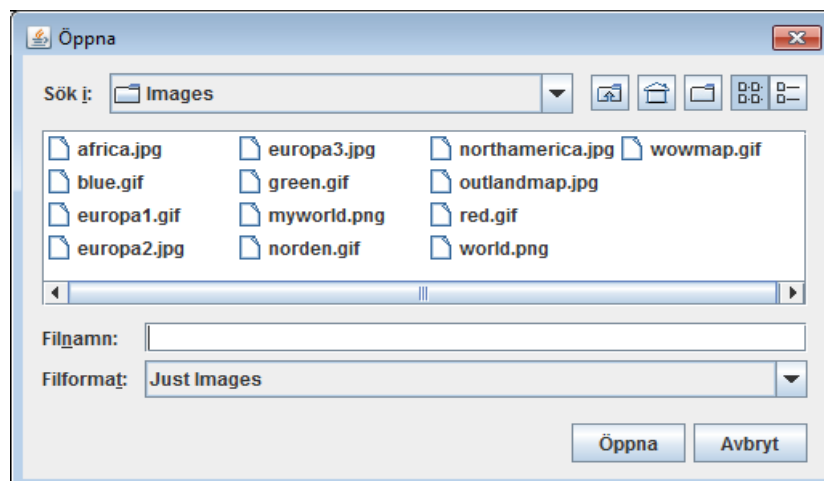 Öppna
Sök i: Images
africa.jpg europa3.jpg northamerica.jpg wowmap.gif
blue.gif green.gif outlandmap.jpg
europa1.gif myworld.png red.gif
europa2.jpg norden.gif world.png
Filnamn:
Filformat: Just Images
Öppna Avbryt